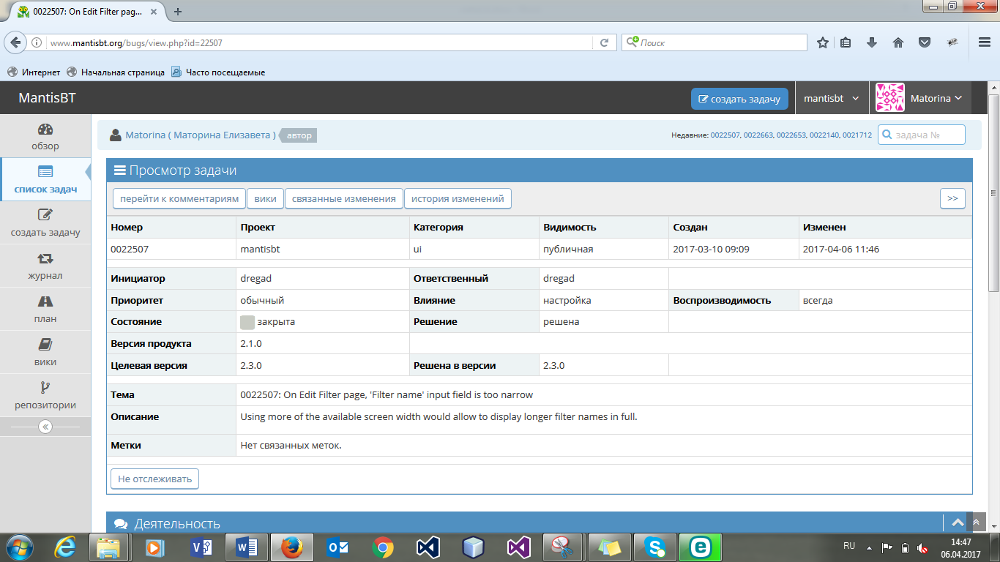 0022507: On Edit Filter pag...
www.mantisbt.org/bugs/view.php?id=22507
Поиск
Интернет Начальная страница Часто посещаемые
MantisBT
создать задачу
mantisbt
Matorina
обзор
список задач
создать задачу
журнал
план
вики
репозитории
Matorina ( Маторина Елизавета ) автор
Недавние: 0022507, 0022663, 0022653, 0022140, 0021712
задача №
Просмотр задачи
перейти к комментариям вики связанные изменения история изменений >>
Номер Проект Категория Видимость Создан Изменен
0022507 mantisbt ui публичная 2017-03-10 09:09 2017-04-06 11:46
Инициатор dregad Ответственный dregad
Приоритет обычный Влияние настройка Воспроизводимость всегда
Состояние закрыта Решение решена
Версия продукта 2.1.0
Целевая версия 2.3.0 Решена в версии 2.3.0
Тема 0022507: On Edit Filter page, 'Filter name' input field is too narrow
Описание Using more of the available screen width would allow to display longer filter names in full.
Метки Нет связанных меток.
Не отслеживать
Деятельность
RU
14:47
06.04.2017